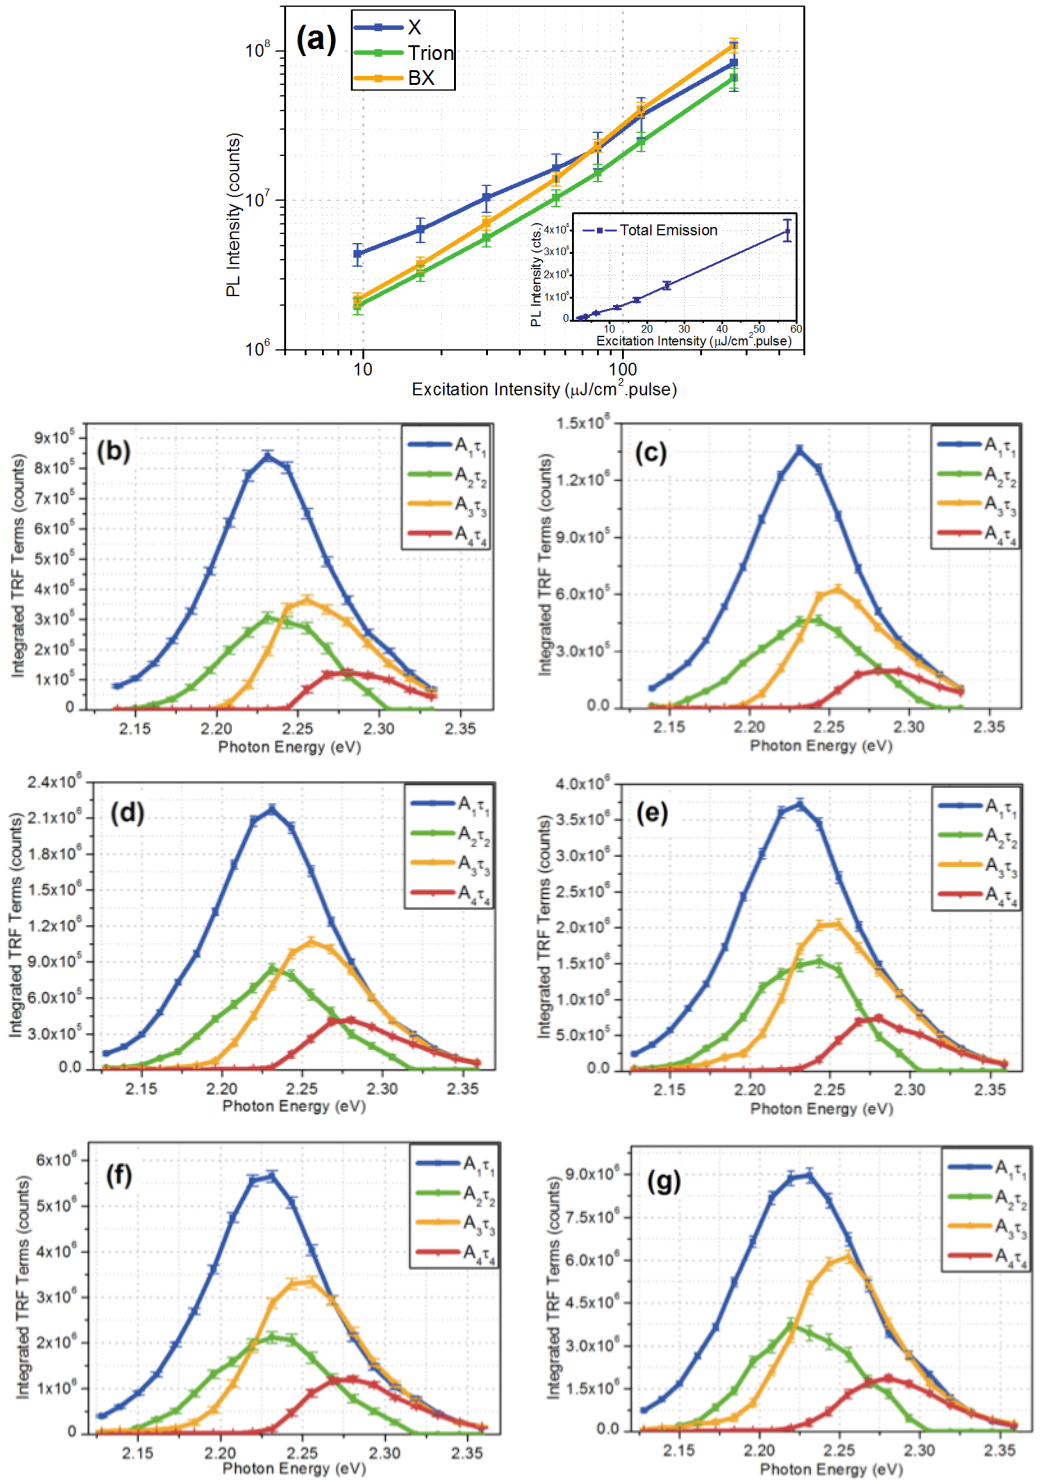 (a)
X
Trion
BX
10⁸
10⁷
10⁶
PL Intensity (counts)
10
100
Excitation Intensity (μJ/cm².pulse)
Total Emission
4x10⁸
3x10⁸
2x10⁸
1x10⁸
0
PL Intensity (cts.)
10 20 30 40 50 60
Excitation Intensity (μJ/cm².pulse)
(b)
A₁τ₁
A₂τ₂
A₃τ₃
A₄τ₄
9x10⁵
8x10⁵
7x10⁵
6x10⁵
5x10⁵
4x10⁵
3x10⁵
2x10⁵
1x10⁵
0
Integrated TRF Terms (counts)
2.15 2.20 2.25 2.30 2.35
Photon Energy (eV)
(c)
A₁τ₁
A₂τ₂
A₃τ₃
A₄τ₄
1.5x10⁶
1.2x10⁶
9.0x10⁵
6.0x10⁵
3.0x10⁵
0.0
Integrated TRF Terms (counts)
2.15 2.20 2.25 2.30 2.35
Photon Energy (eV)
(d)
A₁τ₁
A₂τ₂
A₃τ₃
A₄τ₄
2.4x10⁶
2.1x10⁶
1.8x10⁶
1.5x10⁶
1.2x10⁶
9.0x10⁵
6.0x10⁵
3.0x10⁵
0.0
Integrated TRF Terms (counts)
2.15 2.20 2.25 2.30 2.35
Photon Energy (eV)
(e)
A₁τ₁
A₂τ₂
A₃τ₃
A₄τ₄
4.0x10⁶
3.5x10⁶
3.0x10⁶
2.5x10⁶
2.0x10⁶
1.5x10⁶
1.0x10⁶
5.0x10⁵
0.0
Integrated TRF Terms (counts)
2.15 2.20 2.25 2.30 2.35
Photon Energy (eV)
(f)
A₁τ₁
A₂τ₂
A₃τ₃
A₄τ₄
6x10⁶
5x10⁶
4x10⁶
3x10⁶
2x10⁶
1x10⁶
0
Integrated TRF Terms (counts)
2.15 2.20 2.25 2.30 2.35
Photon Energy (eV)
(g)
A₁τ₁
A₂τ₂
A₃τ₃
A₄τ₄
9.0x10⁶
7.5x10⁶
6.0x10⁶
4.5x10⁶
3.0x10⁶
1.5x10⁶
0.0
Integrated TRF Terms (counts)
2.15 2.20 2.25 2.30 2.35
Photon Energy (eV)